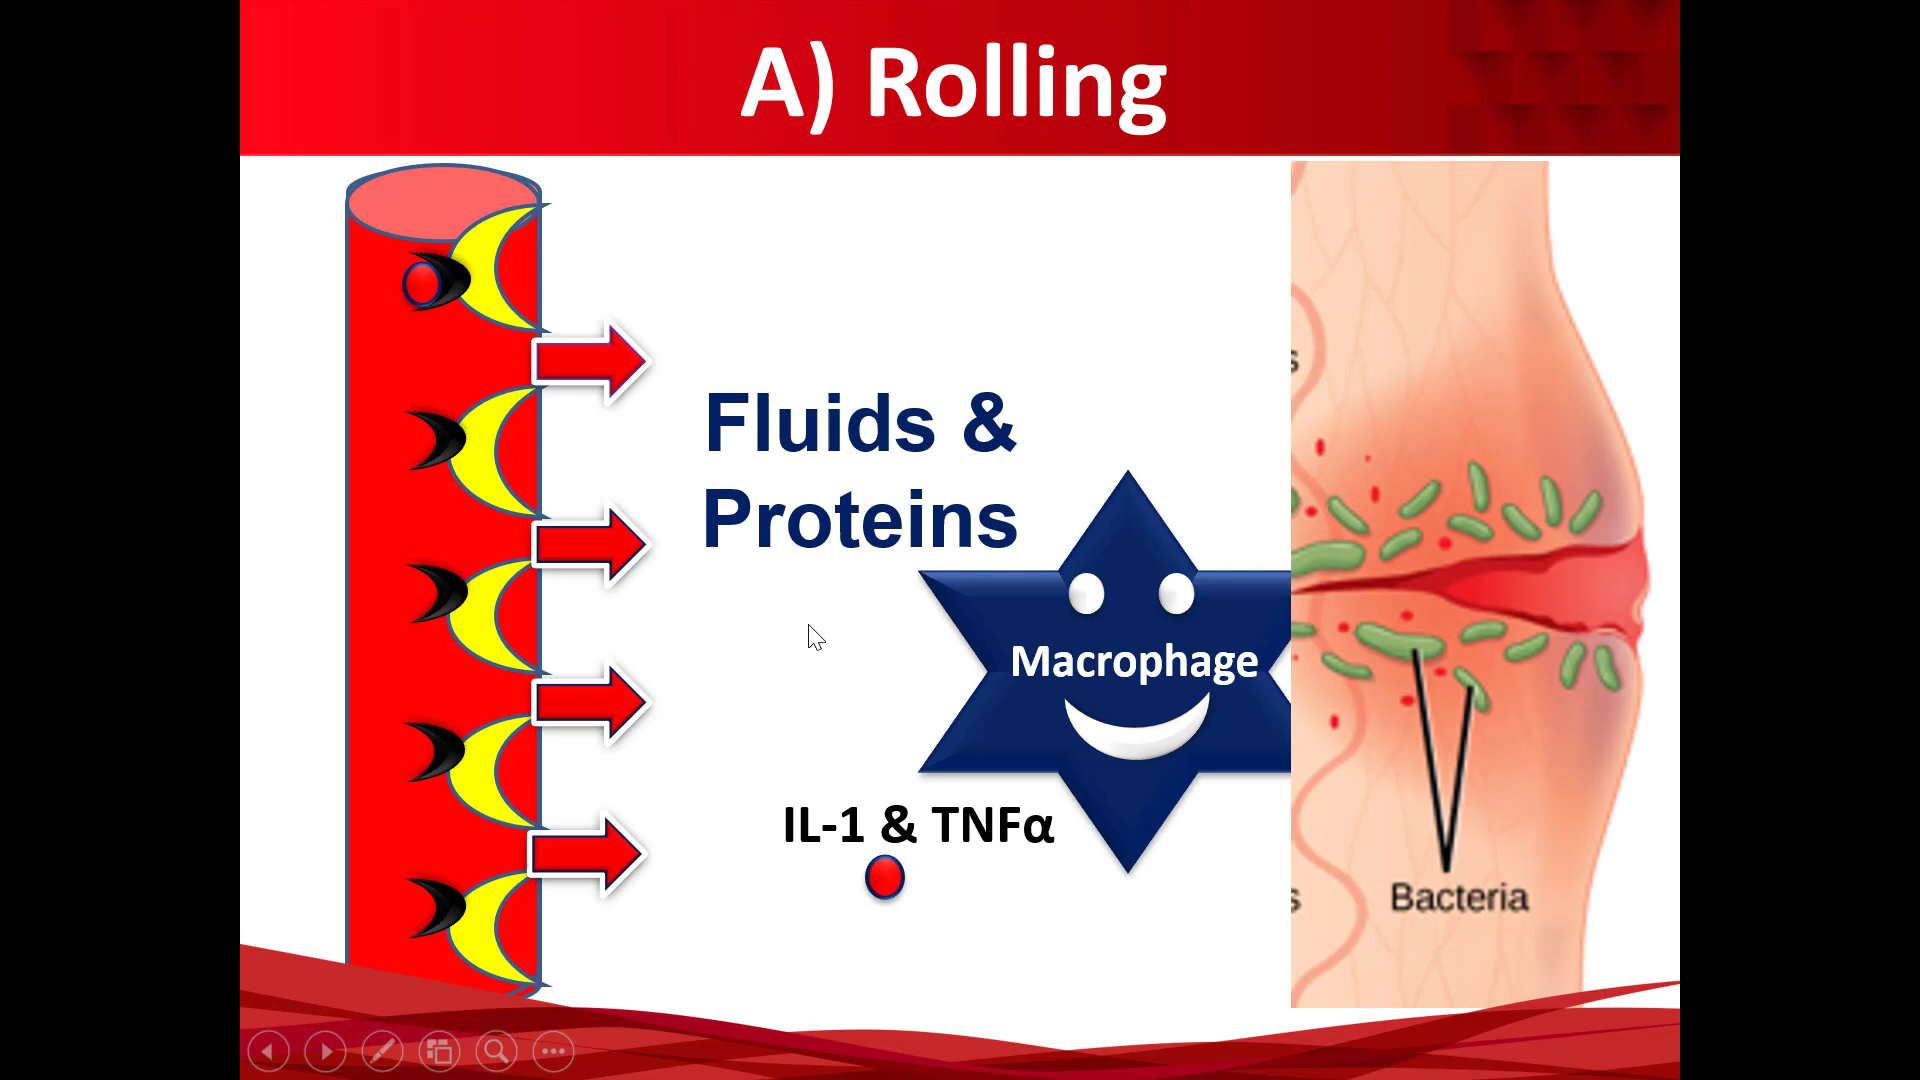 A) Rolling
Fluids &
Proteins
Macrophage
IL-1 & TNFα
s
s
Bacteria